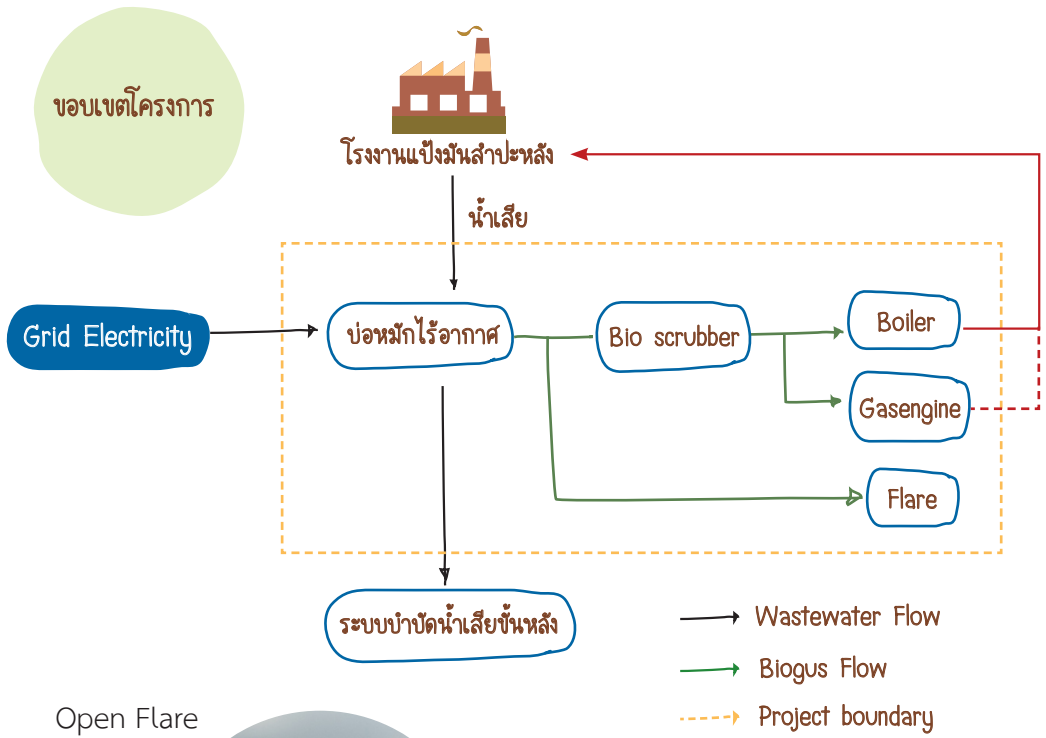 ขอบเขตโครงการ
โรงงานแป้งมันสำปะหลัง
น้ำเสีย
Grid Electricity
บ่อหมักไร้อากาศ
Bio scrubber
Boiler
Gasengine
Flare
ระบบบำบัดน้ำเสียขั้นหลัง
Wastewater Flow
Biogus Flow
Project boundary
Open Flare